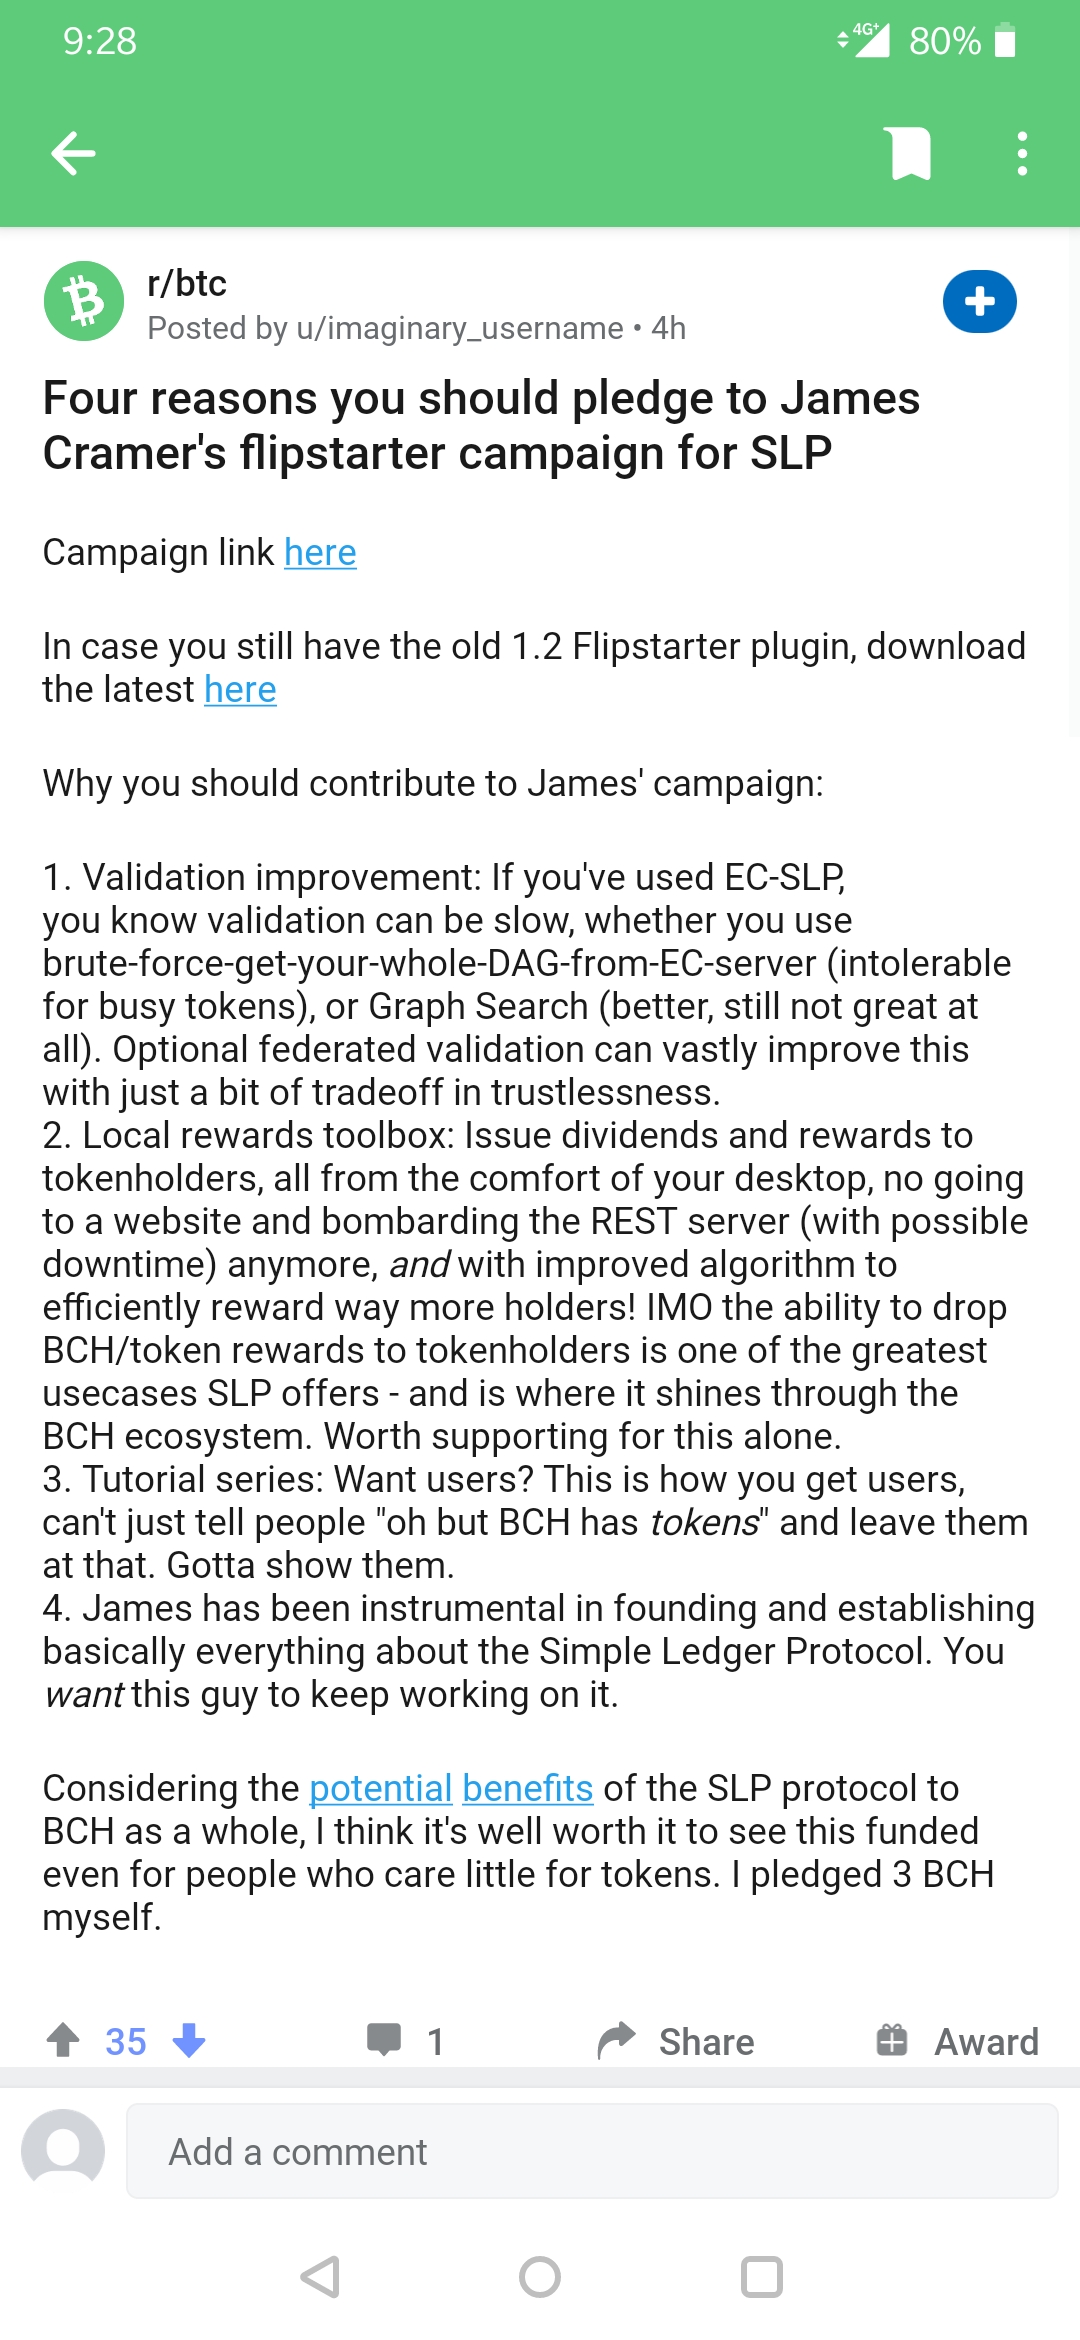 9:28
4G+ 80%
r/btc
Posted by u/imaginary_username • 4h
Four reasons you should pledge to James
Cramer's flipstarter campaign for SLP
Campaign link here
In case you still have the old 1.2 Flipstarter plugin, download
the latest here
Why you should contribute to James' campaign:
1. Validation improvement: If you've used EC-SLP,
you know validation can be slow, whether you use
brute-force-get-your-whole-DAG-from-EC-server (intolerable
for busy tokens), or Graph Search (better, still not great at
all). Optional federated validation can vastly improve this
with just a bit of tradeoff in trustlessness.
2. Local rewards toolbox: Issue dividends and rewards to
tokenholders, all from the comfort of your desktop, no going
to a website and bombarding the REST server (with possible
downtime) anymore, and with improved algorithm to
efficiently reward way more holders! IMO the ability to drop
BCH/token rewards to tokenholders is one of the greatest
usecases SLP offers - and is where it shines through the
BCH ecosystem. Worth supporting for this alone.
3. Tutorial series: Want users? This is how you get users,
can't just tell people "oh but BCH has tokens" and leave them
at that. Gotta show them.
4. James has been instrumental in founding and establishing
basically everything about the Simple Ledger Protocol. You
want this guy to keep working on it.
Considering the potential benefits of the SLP protocol to
BCH as a whole, I think it's well worth it to see this funded
even for people who care little for tokens. I pledged 3 BCH
myself.
35 1 Share Award
Add a comment